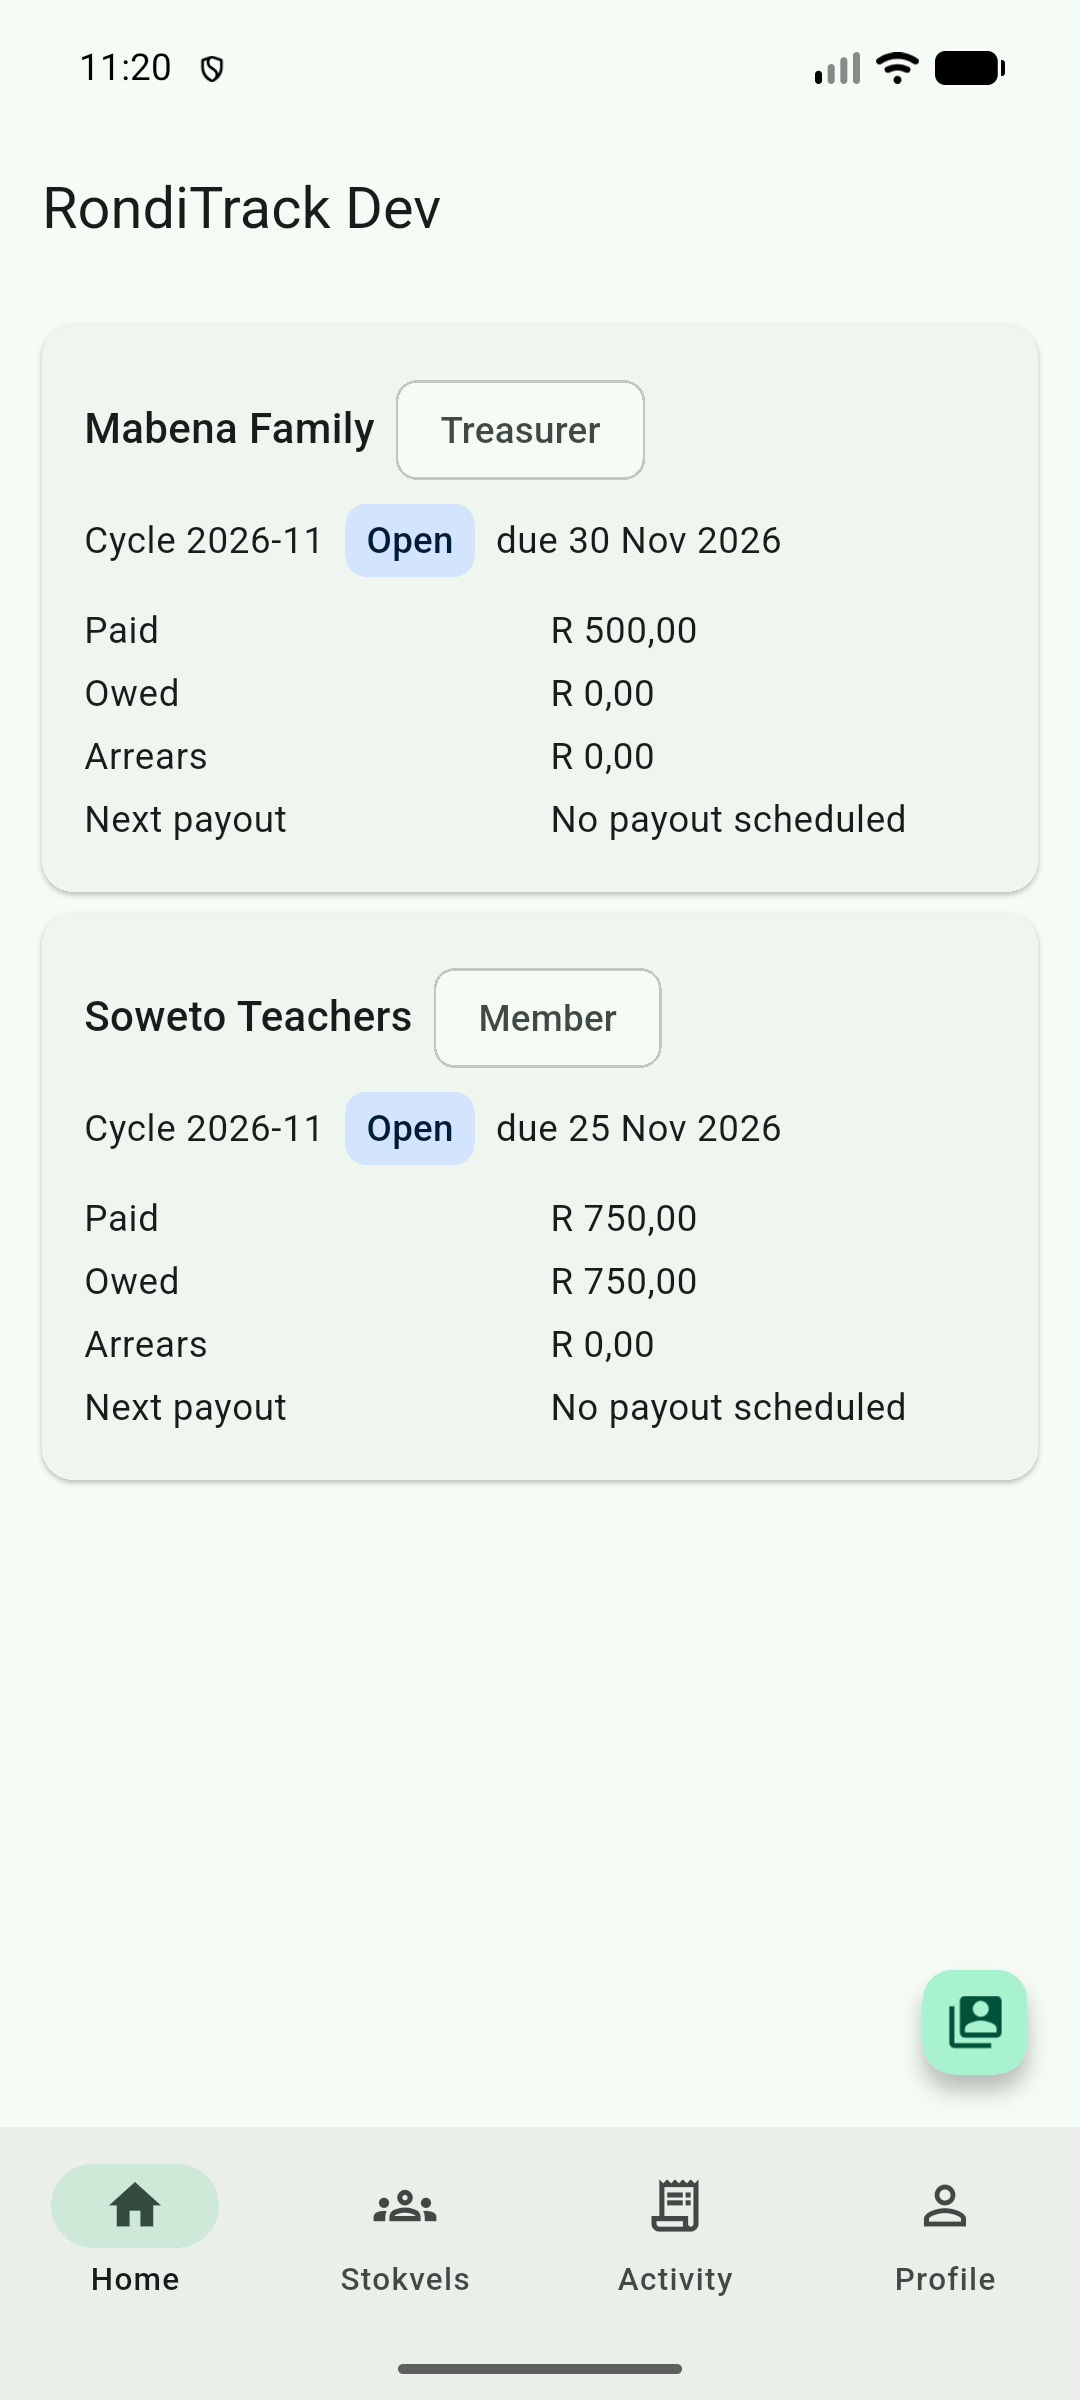 11:20
RondiTrack Dev
Mabena Family Treasurer
Cycle 2026-11 Open due 30 Nov 2026
Paid R 500,00
Owed R 0,00
Arrears R 0,00
Next payout No payout scheduled
Soweto Teachers Member
Cycle 2026-11 Open due 25 Nov 2026
Paid R 750,00
Owed R 750,00
Arrears R 0,00
Next payout No payout scheduled
Home Stokvels Activity Profile